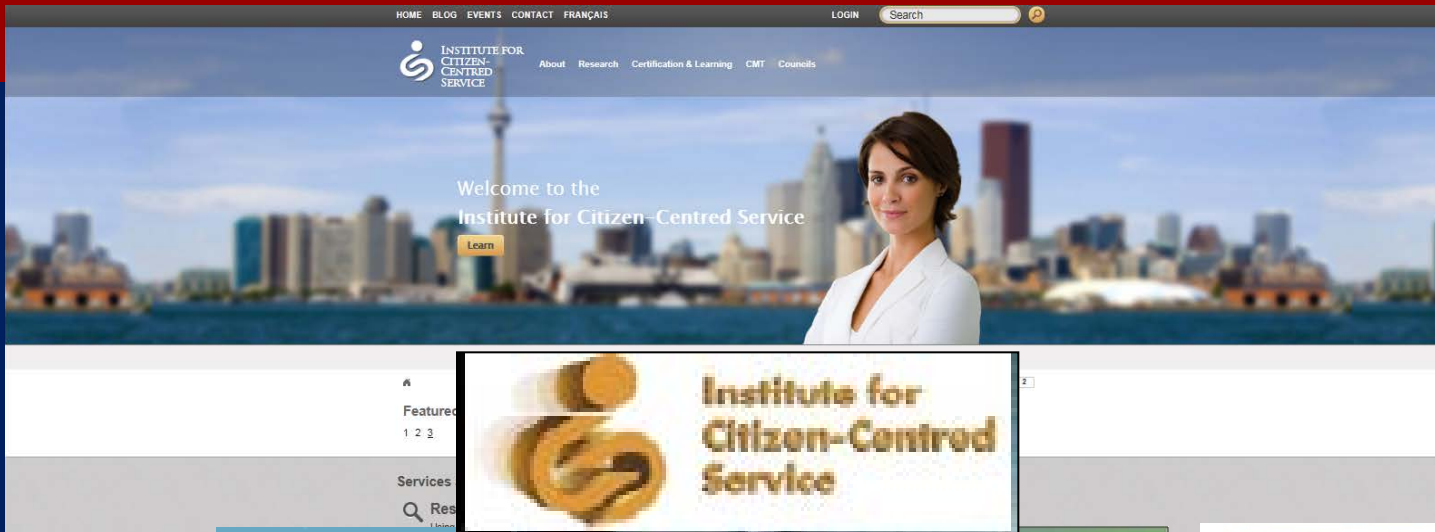 HOME BLOG EVENTS CONTACT FRANÇAIS LOGIN Search
INSTITUTE FOR
CITIZEN-
CENTRED
SERVICE
About Research Certification & Learning CMT Councils
Welcome to the
Institute for Citizen-Centred Service
Learn
2
Featured
1 2 3
Institute for
Citizen-Centred
Service
Services
Res